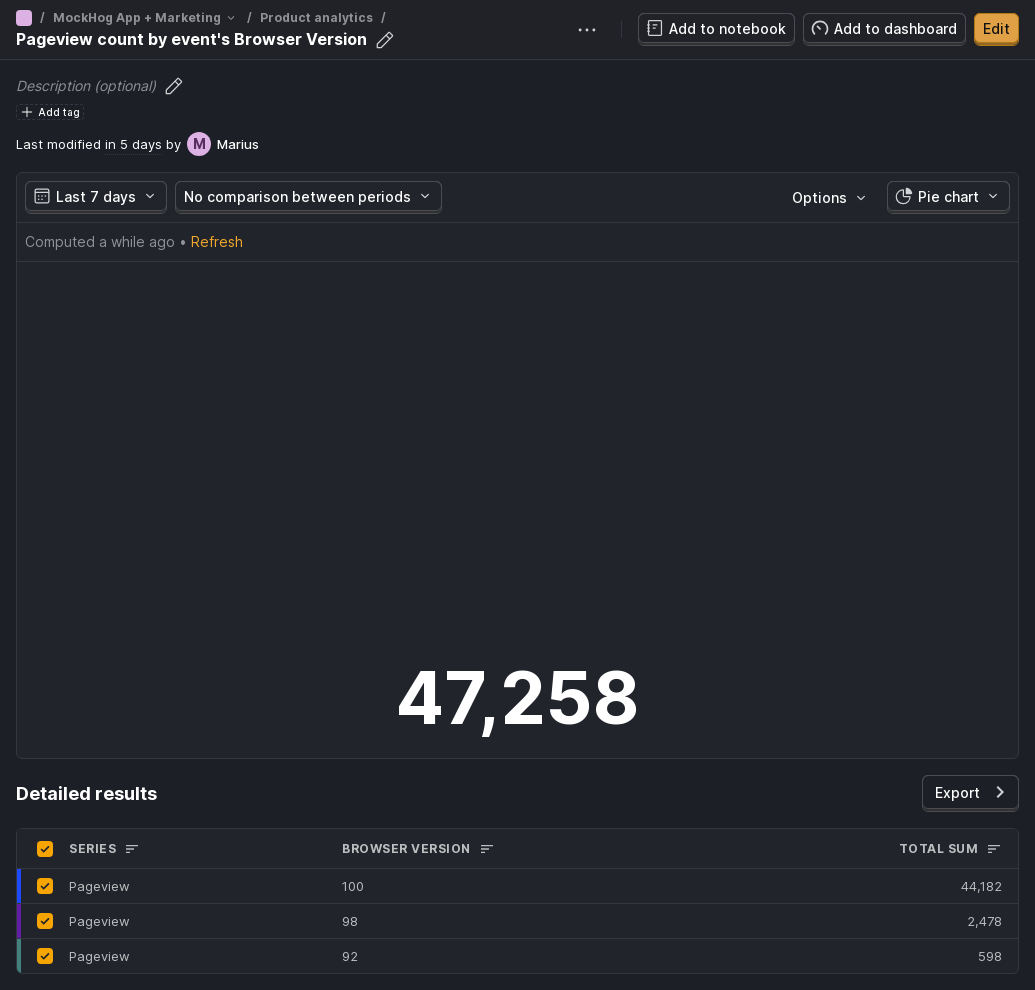 / MockHog App + Marketing / Product analytics /
Pageview count by event's Browser Version
Add to notebook
Add to dashboard
Edit
Description (optional)
Add tag
Last modified in 5 days by M Marius
Last 7 days
No comparison between periods
Options
Pie chart
Computed a while ago • Refresh
47,258
Detailed results
Export
SERIES BROWSER VERSION TOTAL SUM
Pageview 100 44,182
Pageview 98 2,478
Pageview 92 598